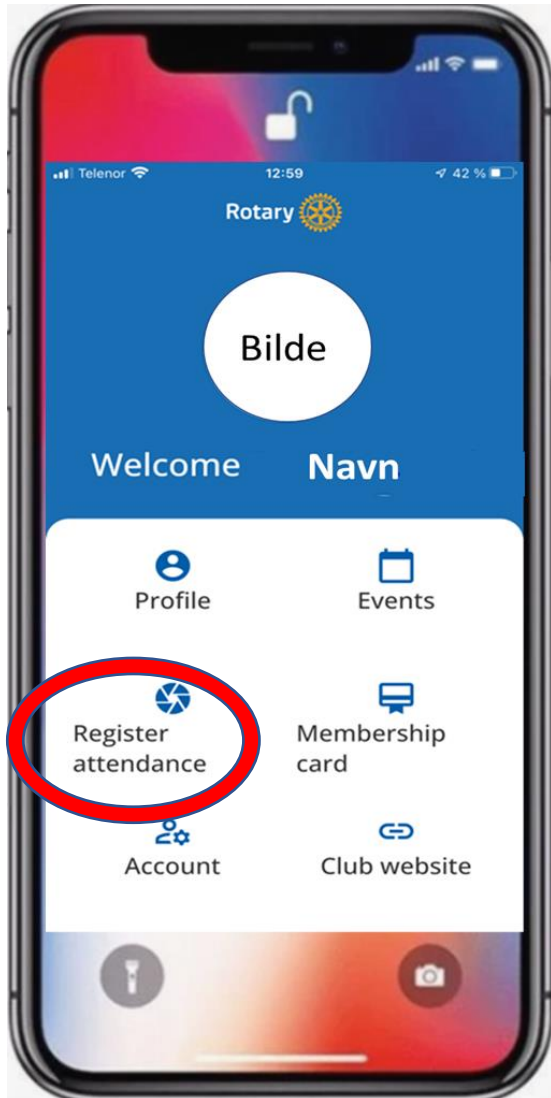 Telenor 12:59 42 %
Rotary
Bilde
Welcome Navn
Profile Events
Register Membership
attendance card
Account Club website